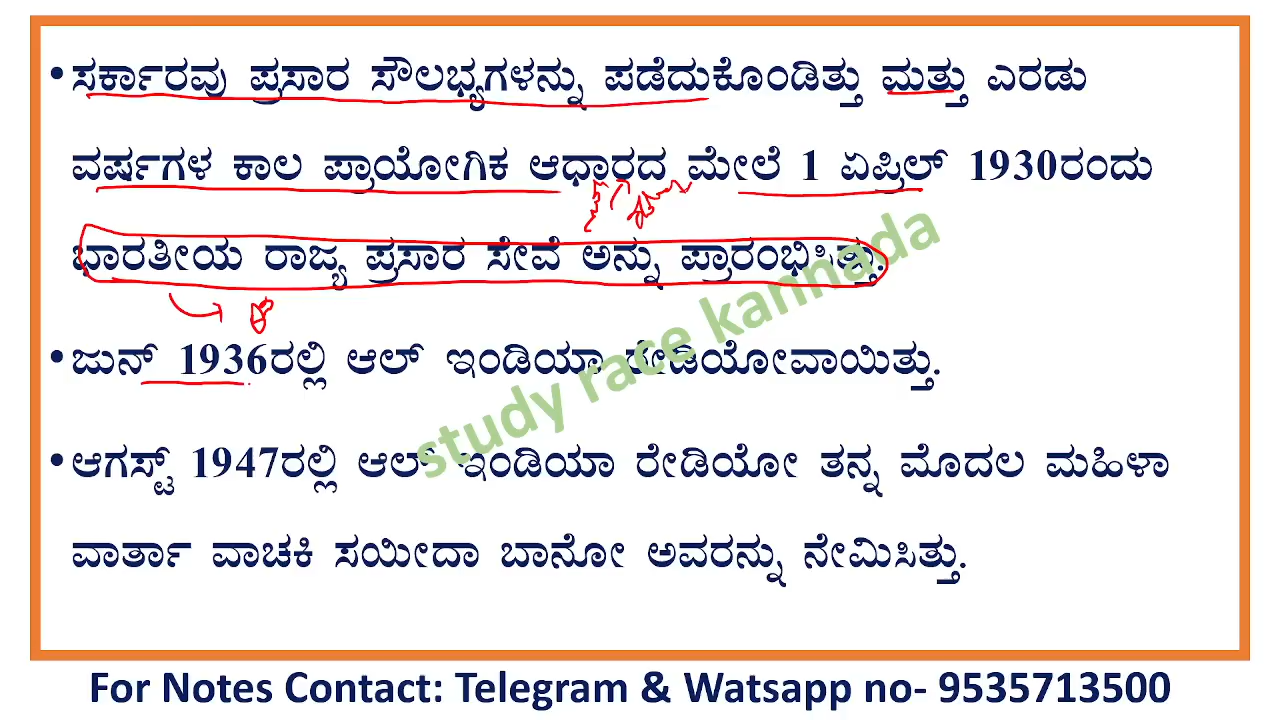 •ಸರ್ಕಾರವು ಪ್ರಸಾರ ಸೌಲಭ್ಯಗಳನ್ನು ಪಡೆದುಕೊಂಡಿತ್ತು ಮತ್ತು ಎರಡು
ವರ್ಷಗಳ ಕಾಲ ಪ್ರಾಯೋಗಿಕ ಆಧಾರದ ಮೇಲೆ 1 ಏಪ್ರಿಲ್ 1930ರಂದು
ಭಾರತೀಯ ರಾಜ್ಯ ಪ್ರಸಾರ ಸೇವೆ ಅನ್ನು ಪ್ರಾರಂಭಿಸಿತ್ತು.
•ಜುನ್ 1936ರಲ್ಲಿ ಆಲ್ ಇಂಡಿಯಾ ರೇಡಿಯೋವಾಯಿತ್ತು.
•ಆಗಸ್ಟ್ 1947ರಲ್ಲಿ ಆಲ್ ಇಂಡಿಯಾ ರೇಡಿಯೋ ತನ್ನ ಮೊದಲ ಮಹಿಳಾ
ವಾರ್ತಾ ವಾಚಕಿ ಸಯೀದಾ ಬಾನೋ ಅವರನ್ನು ನೇಮಿಸಿತ್ತು.
study race kannada
For Notes Contact: Telegram & Watsapp no- 9535713500